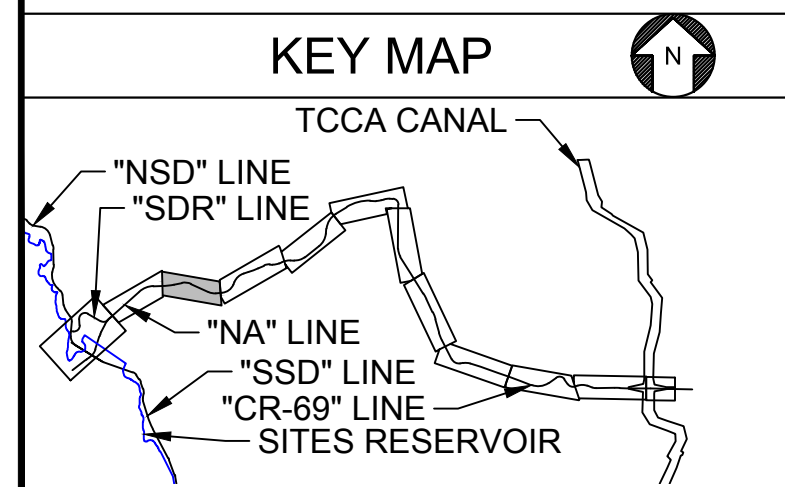 KEY MAP
N
TCCA CANAL
"NSD" LINE
"SDR" LINE
"NA" LINE
"SSD" LINE
"CR-69" LINE
SITES RESERVOIR